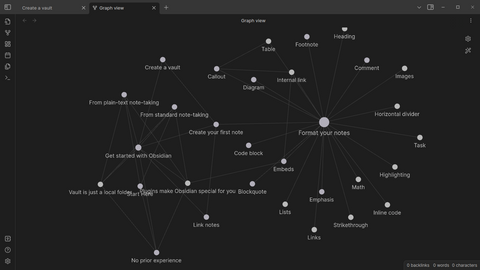 Create a vault
Graph view
Graph view
Heading
Footnote
Table
Create a vault
Comment
Callout
Images
Internal link
Diagram
From plain-text note-taking
From standard note-taking
Horizontal divider
Create your first note
Format your notes
Task
Code block
Get started with Obsidian
Embeds
Highlighting
Vault is just a local folder
Plugins make Obsidian special for you
Blockquote
Math
Emphasis
Lists
Inline code
Link notes
Strikethrough
Links
No prior experience
0 backlinks 0 words 0 characters